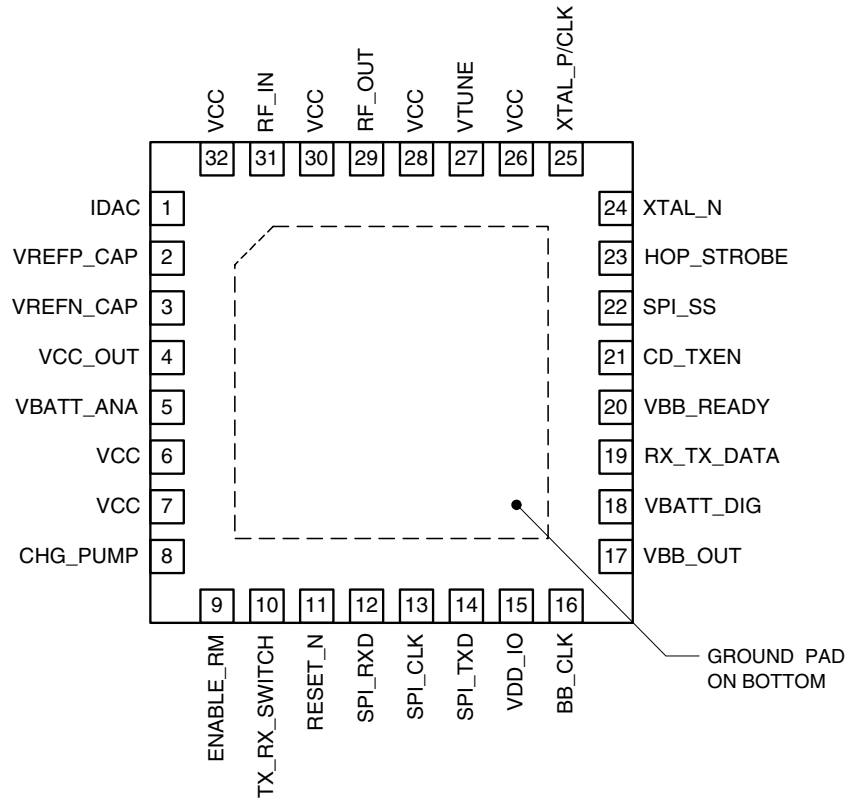 VCC
RF_IN
VCC
RF_OUT
VCC
VTUNE
VCC
XTAL_P/CLK
32 31 30 29 28 27 26 25
IDAC 1
VREFP_CAP 2
VREFN_CAP 3
VCC_OUT 4
VBATT_ANA 5
VCC 6
VCC 7
CHG_PUMP 8
24 XTAL_N
23 HOP_STROBE
22 SPI_SS
21 CD_TXEN
20 VBB_READY
19 RX_TX_DATA
18 VBATT_DIG
17 VBB_OUT
9 10 11 12 13 14 15 16
ENABLE_RM
TX_RX_SWITCH
RESET_N
SPI_RXD
SPI_CLK
SPI_TXD
VDD_IO
BB_CLK
GROUND PAD
ON BOTTOM